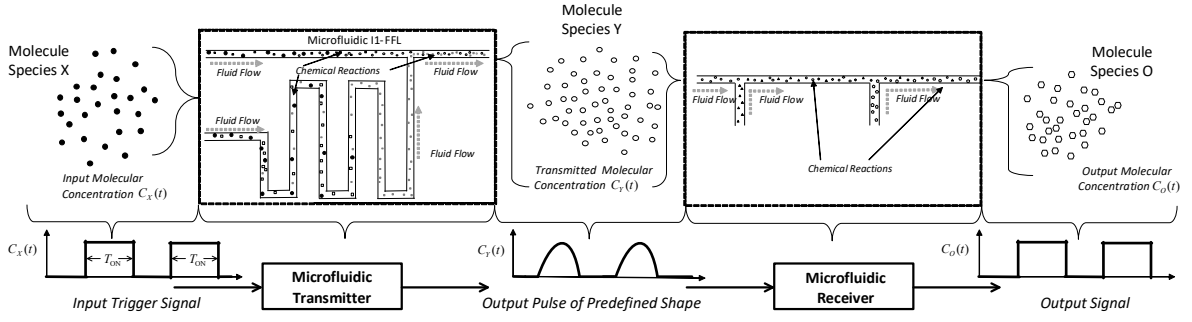 Molecule
Species X
Input Molecular
Concentration C_X(t)
Microfluidic I1-FFL
Fluid Flow
Chemical Reactions
Fluid Flow
Fluid Flow
Fluid Flow
Molecule
Species Y
Transmitted Molecular
Concentration C_Y(t)
Fluid Flow
Fluid Flow
Fluid Flow
Chemical Reactions
Molecule
Species O
Output Molecular
Concentration C_O(t)
C_X(t)
T_ON
T_ON
Input Trigger Signal
Microfluidic
Transmitter
C_Y(t)
Output Pulse of Predefined Shape
Microfluidic
Receiver
C_O(t)
Output Signal